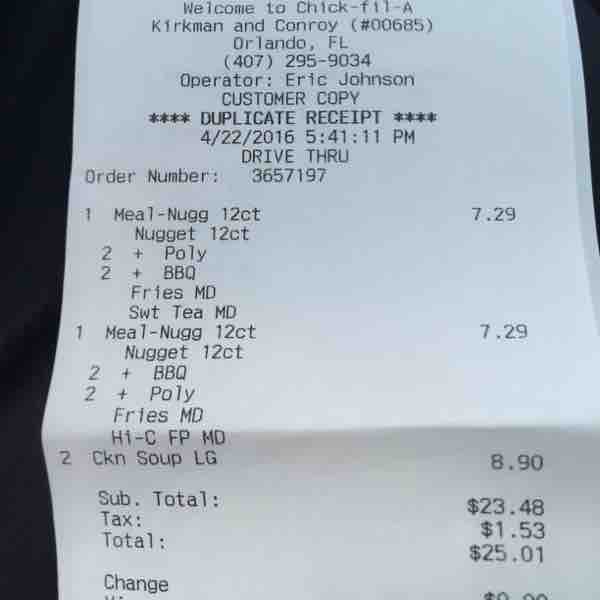 Welcome to Chick-fil-A
Kirkman and Conroy (#00685)
Orlando, FL
(407) 295-9034
Operator: Eric Johnson
CUSTOMER COPY
**** DUPLICATE RECEIPT ****
4/22/2016 5:41:11 PM
DRIVE THRU
Order Number: 3657197
1 Meal-Nugg 12ct 7.29
Nugget 12ct
2 + Poly
2 + BBQ
Fries MD
Swt Tea MD
1 Meal-Nugg 12ct 7.29
Nugget 12ct
2 + BBQ
2 + Poly
Fries MD
Hi-C FP MD
2 Ckn Soup LG 8.90
Sub. Total: $23.48
Tax: $1.53
Total: $25.01
Change